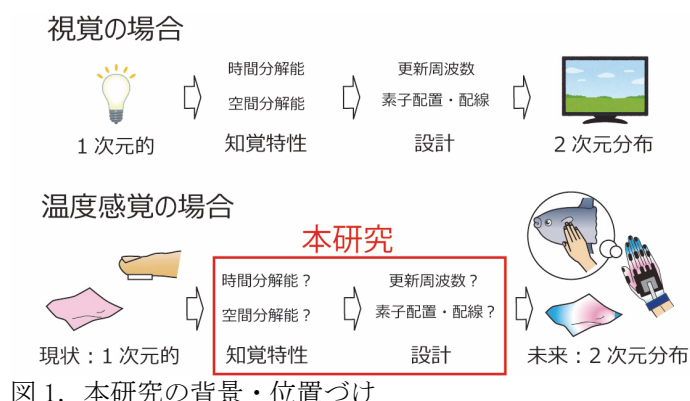 視覚の場合
時間分解能
更新周波数
空間分解能
素子配置・配線
1 次元的
知覚特性
設計
2 次元分布
温度感覚の場合
本研究
時間分解能?
更新周波数?
空間分解能?
素子配置・配線?
現状:1 次元的
知覚特性
設計
未来:2 次元分布
図 1. 本研究の背景・位置づけ